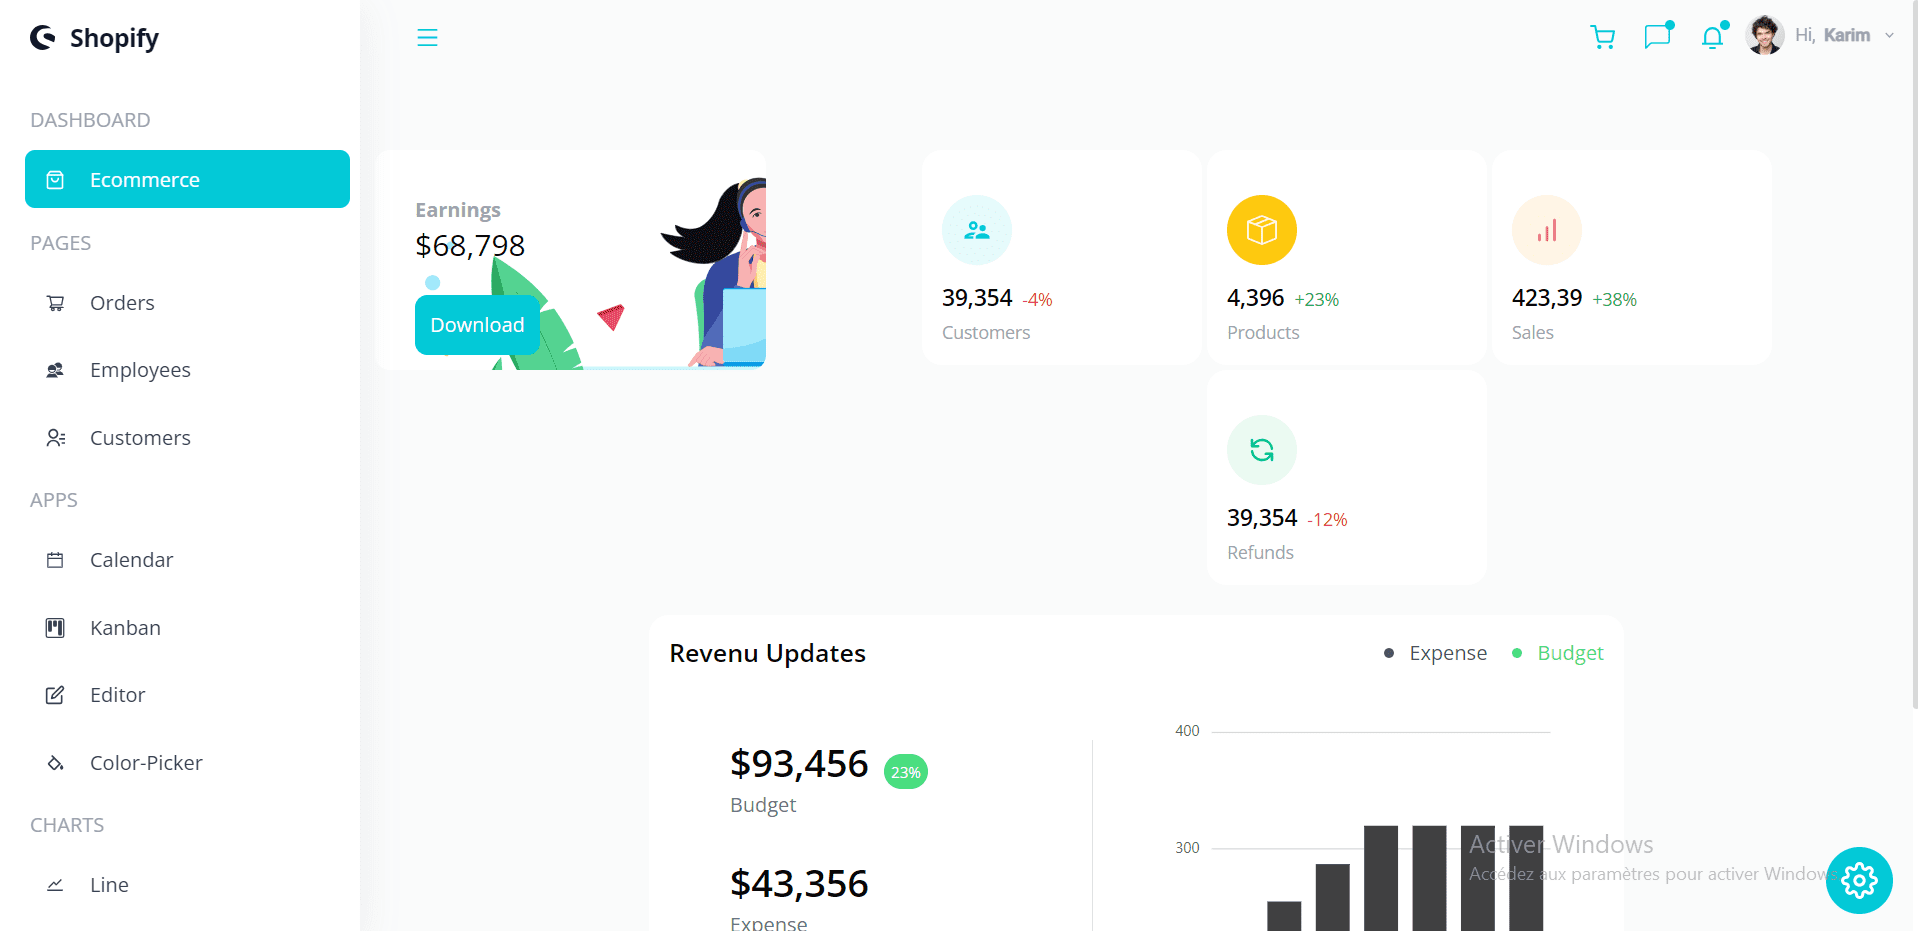 Shopify
Hi, Karim
DASHBOARD
Ecommerce
PAGES
Orders
Employees
Customers
APPS
Calendar
Kanban
Editor
Color-Picker
CHARTS
Line
Earnings
$68,798
Download
39,354 -4%
Customers
4,396 +23%
Products
423,39 +38%
Sales
39,354 -12%
Refunds
Revenu Updates
Expense
Budget
$93,456 23%
Budget
$43,356
Expense
400
300
Activer Windows
Accédez aux paramètres pour activer Windows